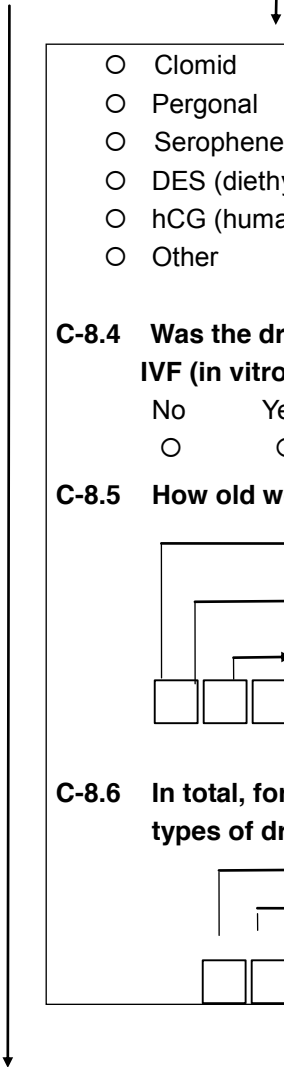 Clomid
Pergonal
Serophene
DES (diethy
hCG (huma
Other
C-8.4 Was the dr
IVF (in vitro
No Ye
C-8.5 How old w
C-8.6 In total, for
types of dr